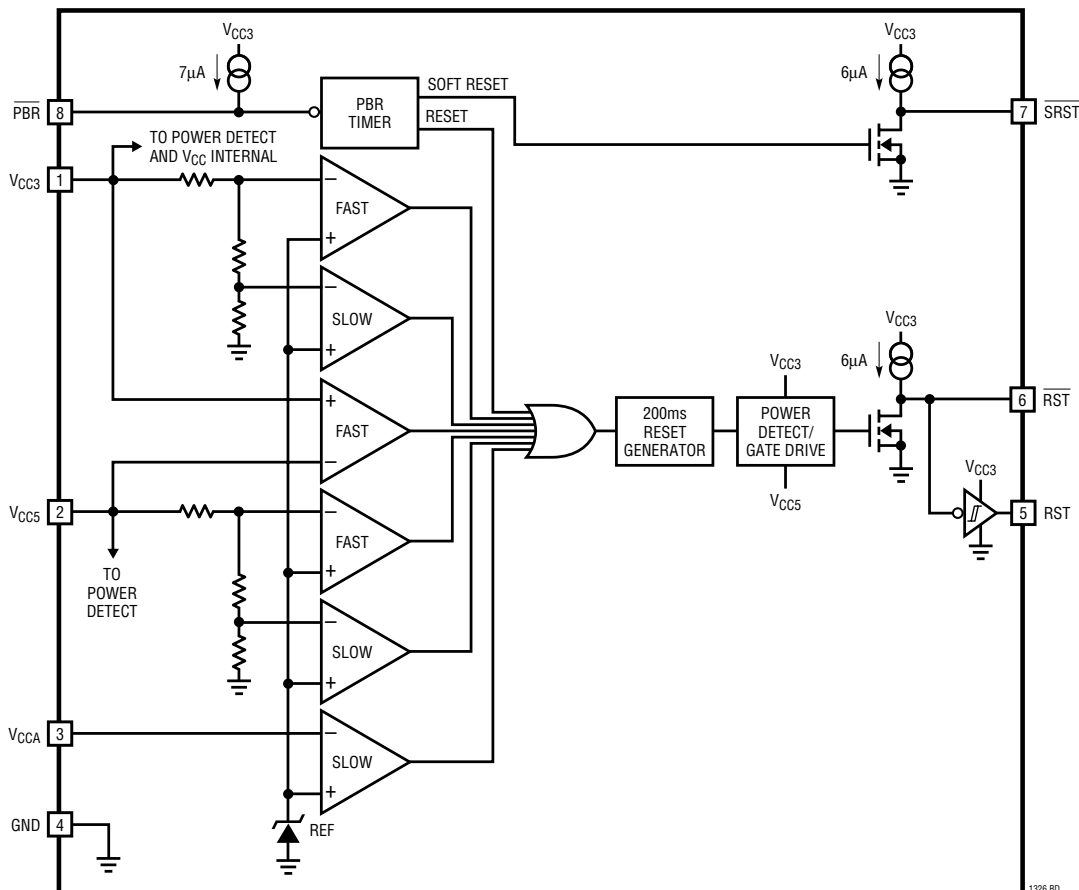 VCC3
7µA
PBR
8
PBR
TIMER
SOFT RESET
RESET
VCC3
6µA
7
SRST
TO POWER DETECT
AND VCC INTERNAL
VCC3
1
−
FAST
+
−
SLOW
+
+
FAST
−
VCC5
2
TO
POWER
DETECT
−
FAST
+
−
SLOW
+
VCCA
3
−
SLOW
+
GND
4
REF
200ms
RESET
GENERATOR
VCC3
POWER
DETECT/
GATE DRIVE
VCC5
VCC3
6µA
6
RST
VCC3
5
RST
1326 BD